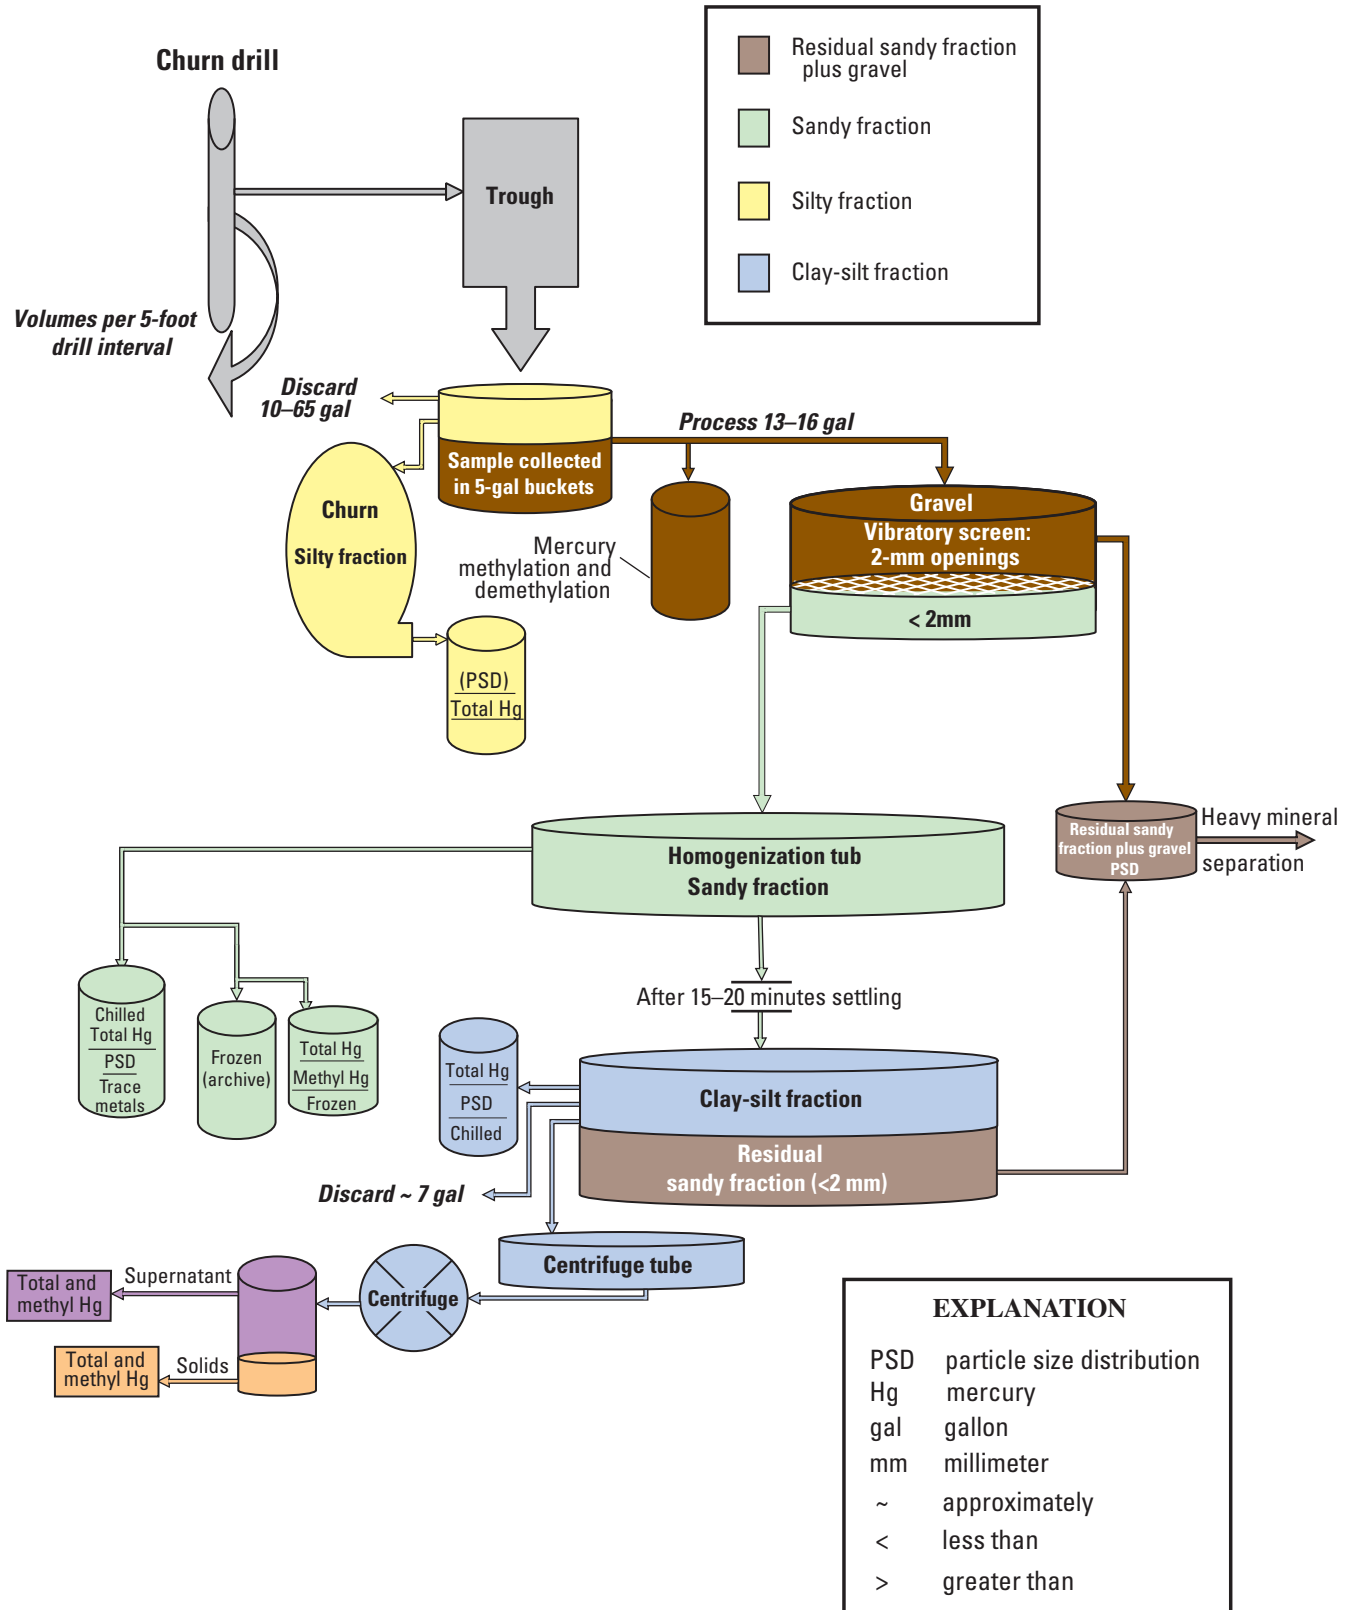 Churn drill
Trough
Volumes per 5-foot
drill interval
Residual sandy fraction
plus gravel
Sandy fraction
Silty fraction
Clay-silt fraction
Discard
10–65 gal
Process 13–16 gal
Sample collected
in 5-gal buckets
Churn
Silty fraction
Mercury
methylation and
demethylation
Gravel
Vibratory screen:
2-mm openings
< 2mm
(PSD)
Total Hg
Homogenization tub
Sandy fraction
Residual sandy
fraction plus gravel
PSD
Heavy mineral
separation
After 15–20 minutes settling
Chilled
Total Hg
PSD
Trace
metals
Frozen
(archive)
Total Hg
Methyl Hg
Frozen
Total Hg
PSD
Chilled
Clay-silt fraction
Residual
sandy fraction (<2 mm)
Discard ~ 7 gal
Centrifuge tube
Centrifuge
Supernatant
Total and
methyl Hg
Solids
Total and
methyl Hg
EXPLANATION
PSD particle size distribution
Hg mercury
gal gallon
mm millimeter
~ approximately
< less than
> greater than